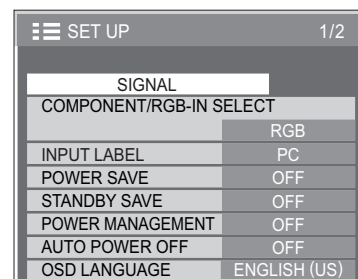 SET UP 1/2
SIGNAL
COMPONENT/RGB-IN SELECT
RGB
INPUT LABEL PC
POWER SAVE OFF
STANDBY SAVE OFF
POWER MANAGEMENT OFF
AUTO POWER OFF OFF
OSD LANGUAGE ENGLISH (US)